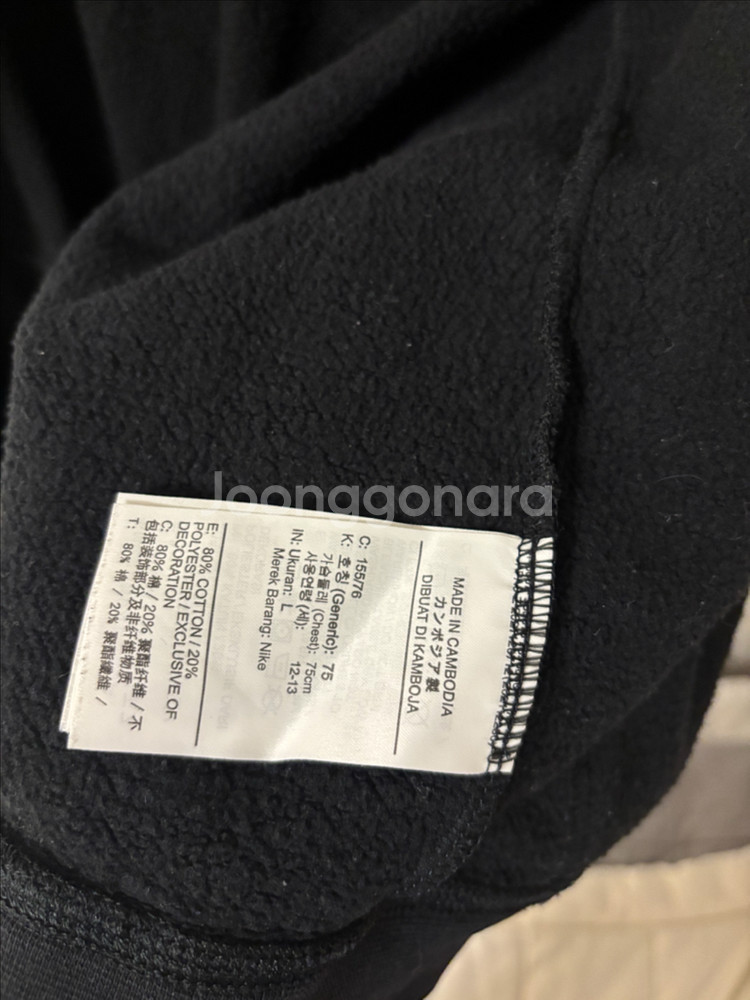 joonggonara
MADE IN CAMBODIA
カンボジア製
DIBUAT DI KAMBOJA
C: 155/76
K: 호칭 (Generic): 75
가슴둘레 (Chest): 75cm
사용연령 (세): 12-13
IN: Ukuran: L
Merek Barang: Nike
E: 80% COTTON / 20%
POLYESTER / EXCLUSIVE OF
DECORATION
C: 80% 棉 / 20% 聚酯纤维 / 不
包括装饰部分及非纤维物质
T: 80% 棉 / 20% 聚酯纖維 /